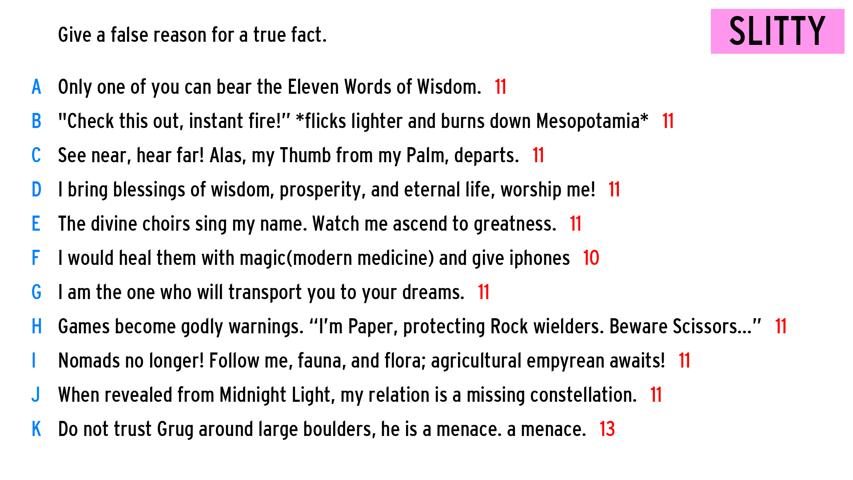 Give a false reason for a true fact.
SLITTY
A Only one of you can bear the Eleven Words of Wisdom. 11
B "Check this out, instant fire!” *flicks lighter and burns down Mesopotamia* 11
C See near, hear far! Alas, my Thumb from my Palm, departs. 11
D I bring blessings of wisdom, prosperity, and eternal life, worship me! 11
E The divine choirs sing my name. Watch me ascend to greatness. 11
F I would heal them with magic(modern medicine) and give iphones 10
G I am the one who will transport you to your dreams. 11
H Games become godly warnings. “I’m Paper, protecting Rock wielders. Beware Scissors...” 11
I Nomads no longer! Follow me, fauna, and flora; agricultural empyrean awaits! 11
J When revealed from Midnight Light, my relation is a missing constellation. 11
K Do not trust Grug around large boulders, he is a menace. a menace. 13